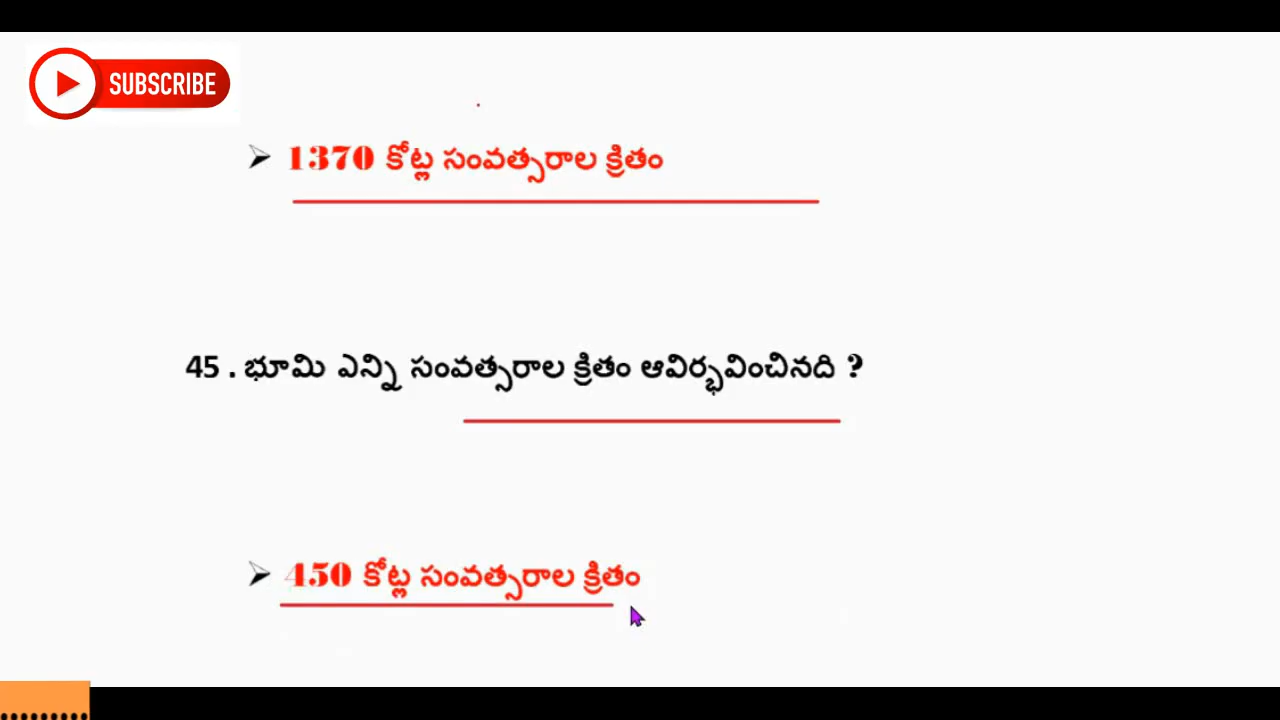 SUBSCRIBE
➢ 1370 కోట్ల సంవత్సరాల క్రితం
45 . భూమి ఎన్ని సంవత్సరాల క్రితం ఆవిర్భవించినది ?
➢ 450 కోట్ల సంవత్సరాల క్రితం